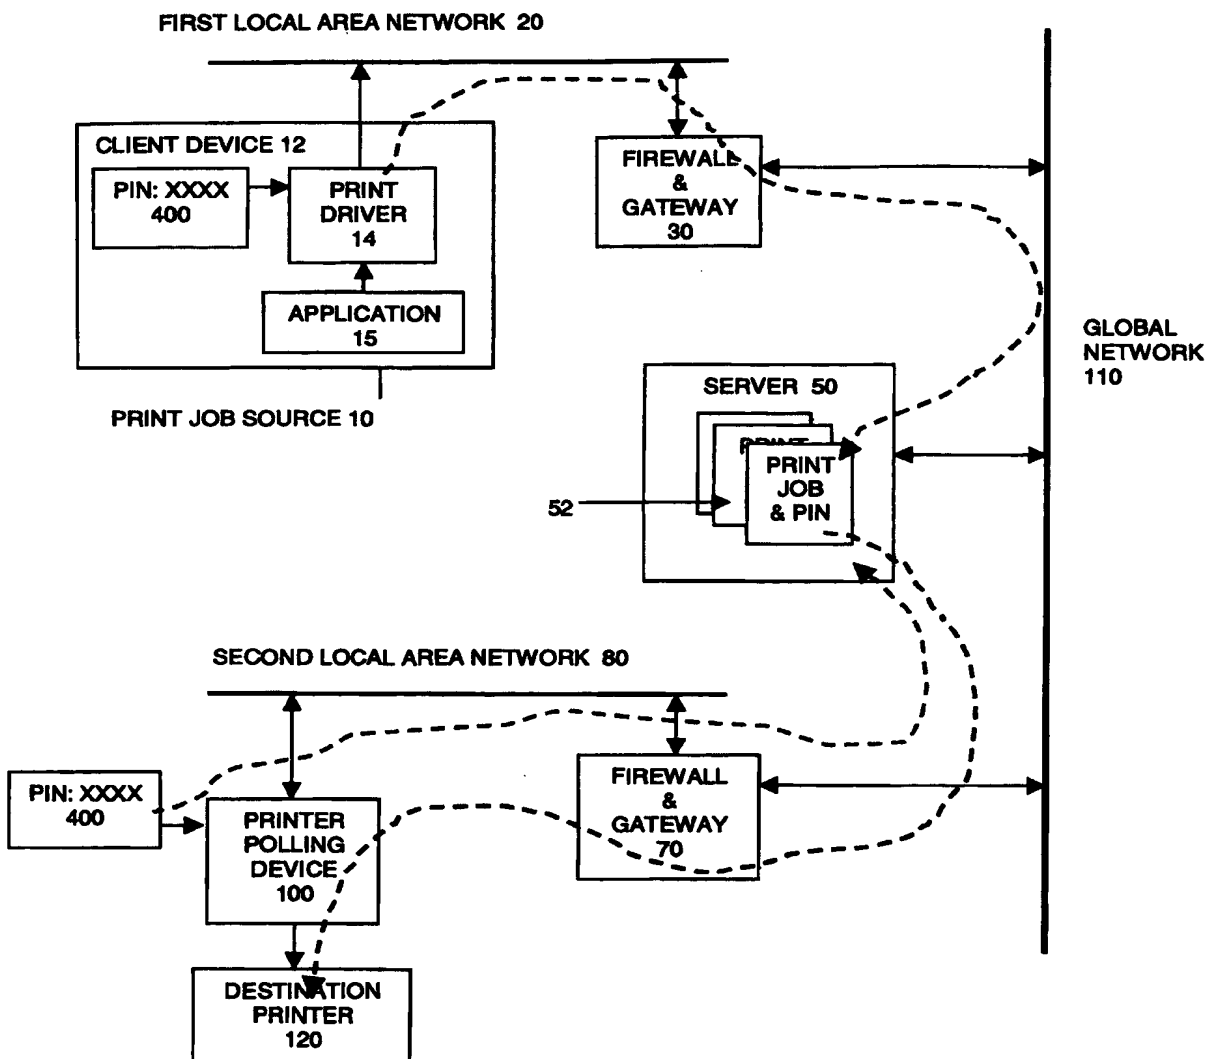 FIRST LOCAL AREA NETWORK 20
CLIENT DEVICE 12
PIN: XXXX
400
PRINT
DRIVER
14
APPLICATION
15
PRINT JOB SOURCE 10
FIREWALL
&
GATEWAY
30
GLOBAL
NETWORK
110
SERVER 50
PRINT
PRINT
JOB
& PIN
52
SECOND LOCAL AREA NETWORK 80
PIN: XXXX
400
PRINTER
POLLING
DEVICE
100
FIREWALL
&
GATEWAY
70
DESTINATION
PRINTER
120